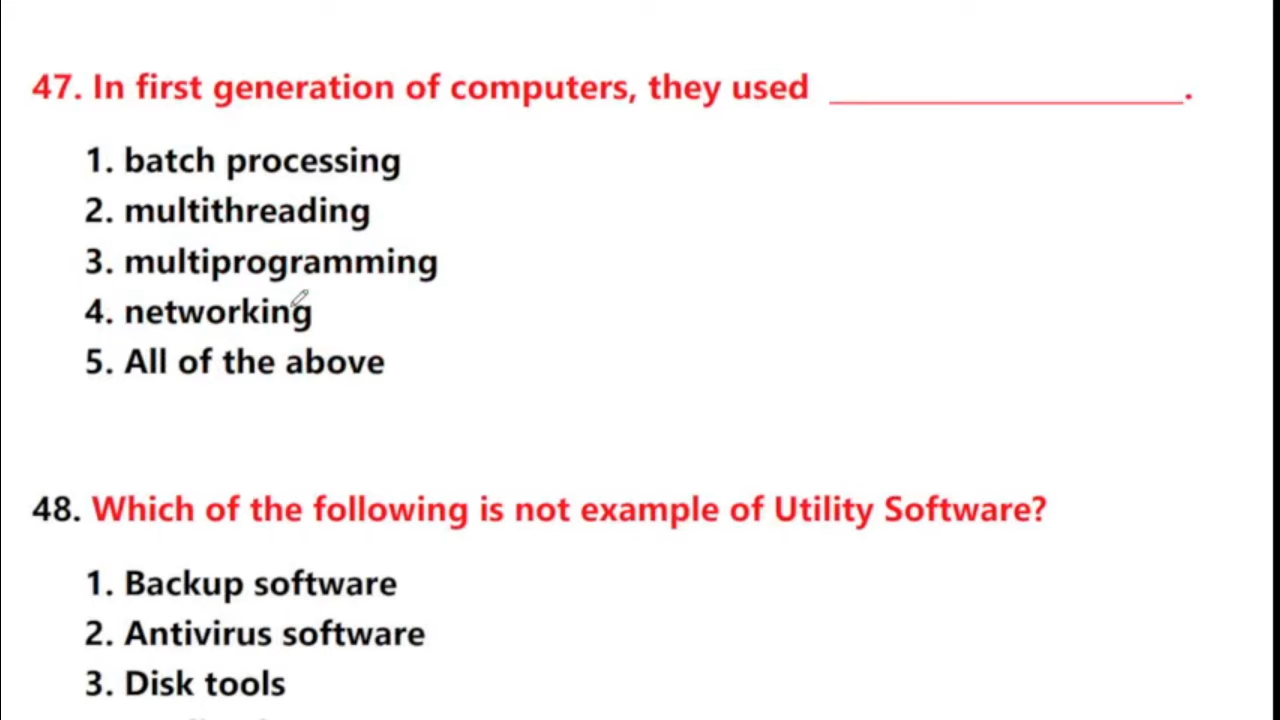 47. In first generation of computers, they used ____________________.
1. batch processing
2. multithreading
3. multiprogramming
4. networking
5. All of the above
48. Which of the following is not example of Utility Software?
1. Backup software
2. Antivirus software
3. Disk tools